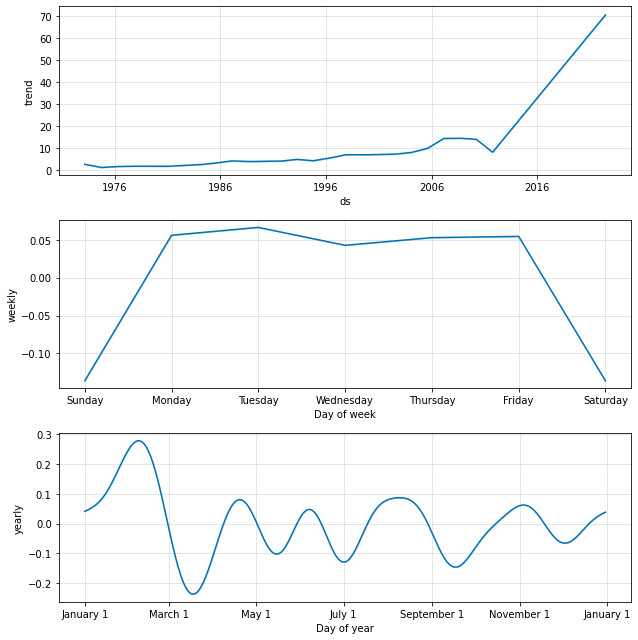 70
60
50
40
30
20
10
0
trend
1976 1986 1996 2006 2016
ds
0.05
0.00
−0.05
−0.10
weekly
Sunday Monday Tuesday Wednesday Thursday Friday Saturday
Day of week
0.3
0.2
0.1
0.0
−0.1
−0.2
yearly
January 1 March 1 May 1 July 1 September 1 November 1 January 1
Day of year